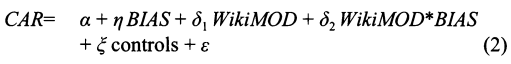 CAR= α + η BIAS + δ₁ WikiMOD + δ₂ WikiMOD*BIAS
+ ξ controls + ε (2)